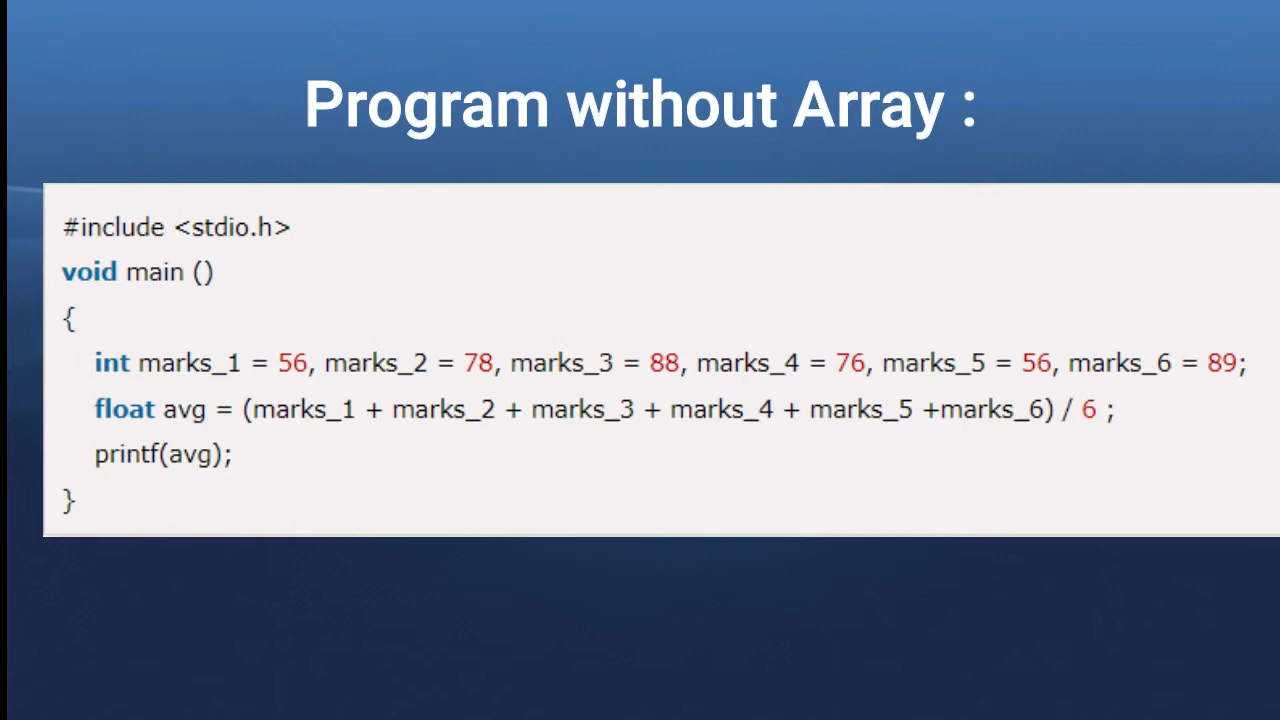 Program without Array :
#include <stdio.h>
void main ()
{
int marks_1 = 56, marks_2 = 78, marks_3 = 88, marks_4 = 76, marks_5 = 56, marks_6 = 89;
float avg = (marks_1 + marks_2 + marks_3 + marks_4 + marks_5 +marks_6) / 6 ;
printf(avg);
}